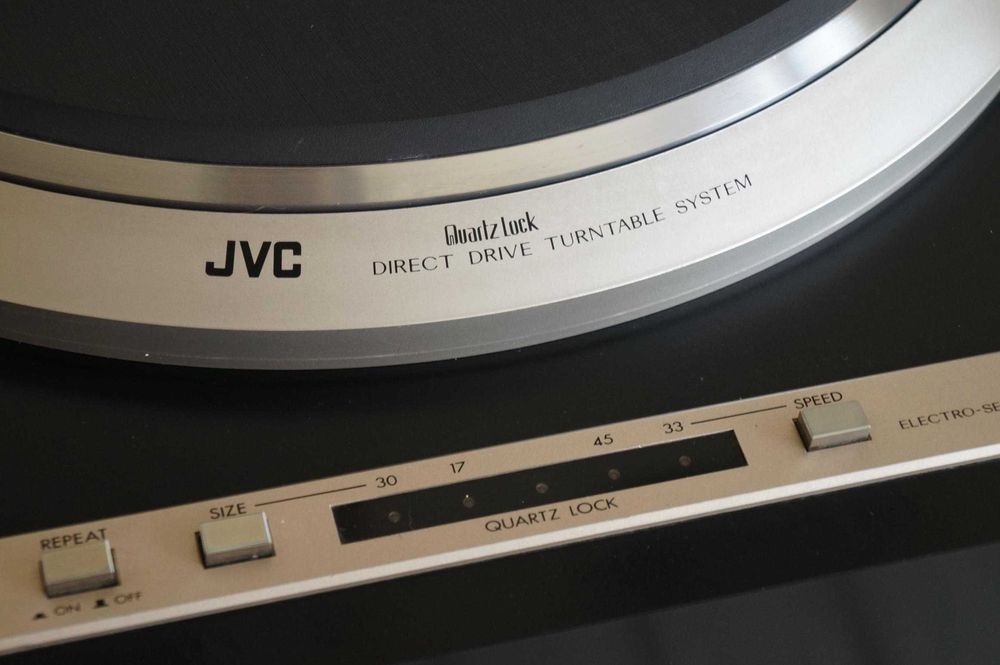 JVC
Quartz Lock
DIRECT DRIVE TURNTABLE SYSTEM
SPEED
33
45
17
30
SIZE
REPEAT
QUARTZ LOCK
ON OFF